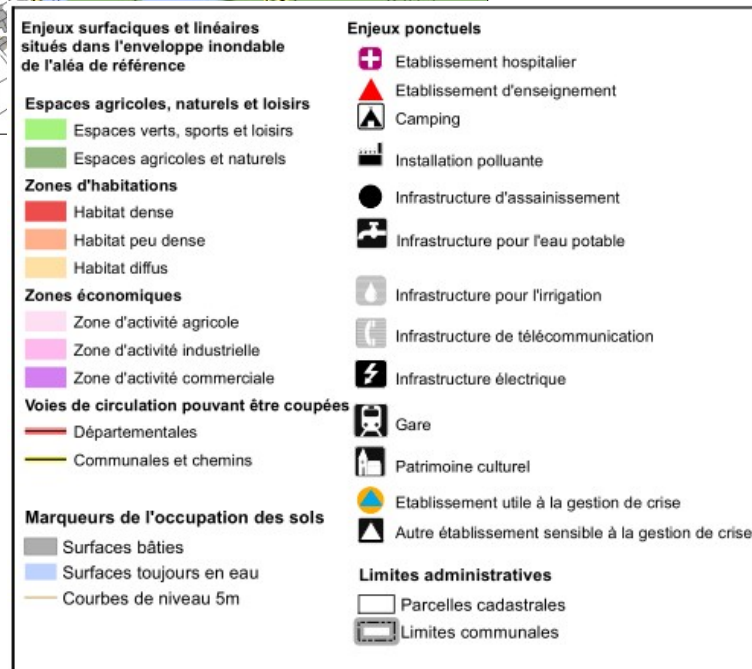 Enjeux surfaciques et linéaires
situés dans l'enveloppe inondable
de l'aléa de référence
Espaces agricoles, naturels et loisirs
Espaces verts, sports et loisirs
Espaces agricoles et naturels
Zones d'habitations
Habitat dense
Habitat peu dense
Habitat diffus
Zones économiques
Zone d'activité agricole
Zone d'activité industrielle
Zone d'activité commerciale
Voies de circulation pouvant être coupées
Départementales
Communales et chemins
Marqueurs de l'occupation des sols
Surfaces bâties
Surfaces toujours en eau
Courbes de niveau 5m
Enjeux ponctuels
Etablissement hospitalier
Etablissement d'enseignement
Camping
Installation polluante
Infrastructure d'assainissement
Infrastructure pour l'eau potable
Infrastructure pour l'irrigation
Infrastructure de télécommunication
Infrastructure électrique
Gare
Patrimoine culturel
Etablissement utile à la gestion de crise
Autre établissement sensible à la gestion de crise
Limites administratives
Parcelles cadastrales
Limites communales